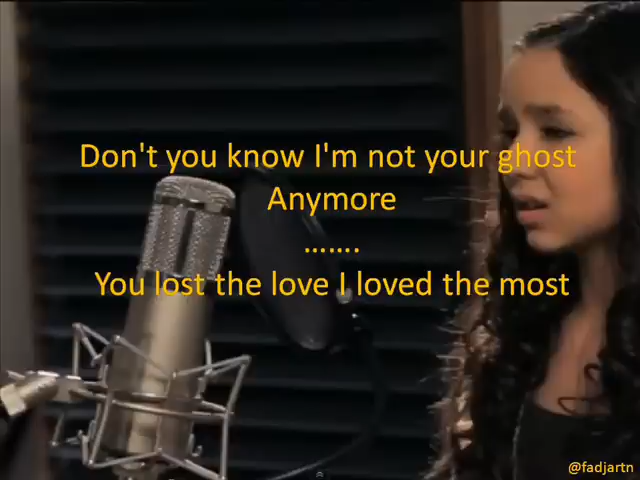 Don't you know I'm not your ghost
Anymore
.......
You lost the love I loved the most
@fadjartn